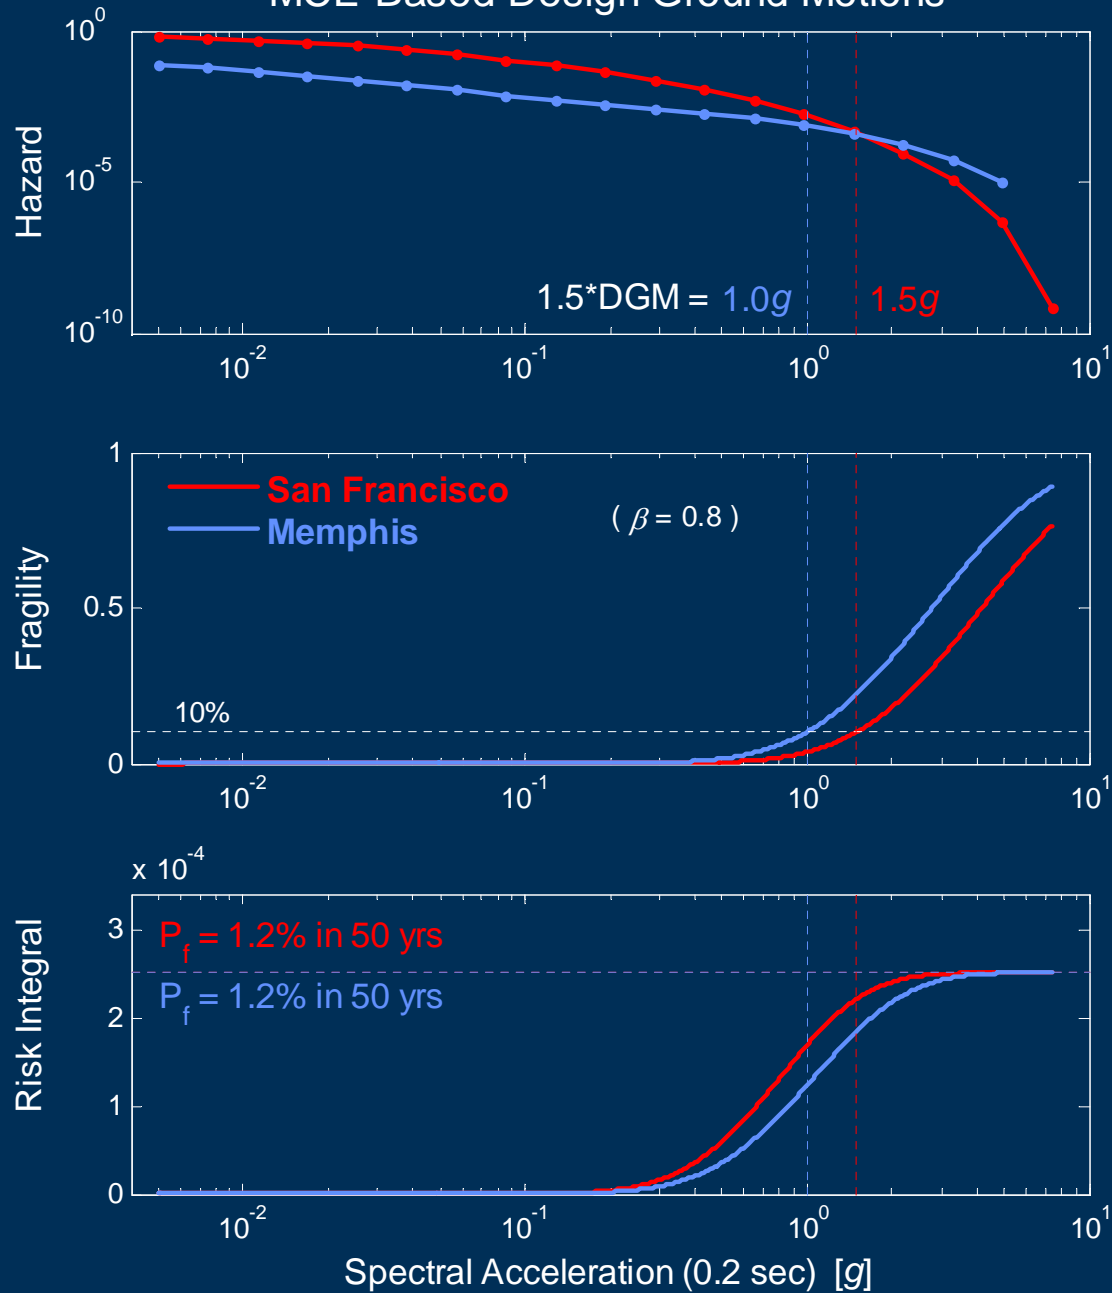 MCE-Based Design Ground Motions
10^0
10^-5
10^-10
Hazard
1.5*DGM = 1.0g 1.5g
10^-2 10^-1 10^0 10^1
1
0.5
0
Fragility
San Francisco
Memphis
( β = 0.8 )
10%
10^-2 10^-1 10^0 10^1
x 10^-4
3
2
1
0
Risk Integral
P_f = 1.2% in 50 yrs
P_f = 1.2% in 50 yrs
10^-2 10^-1 10^0 10^1
Spectral Acceleration (0.2 sec) [g]